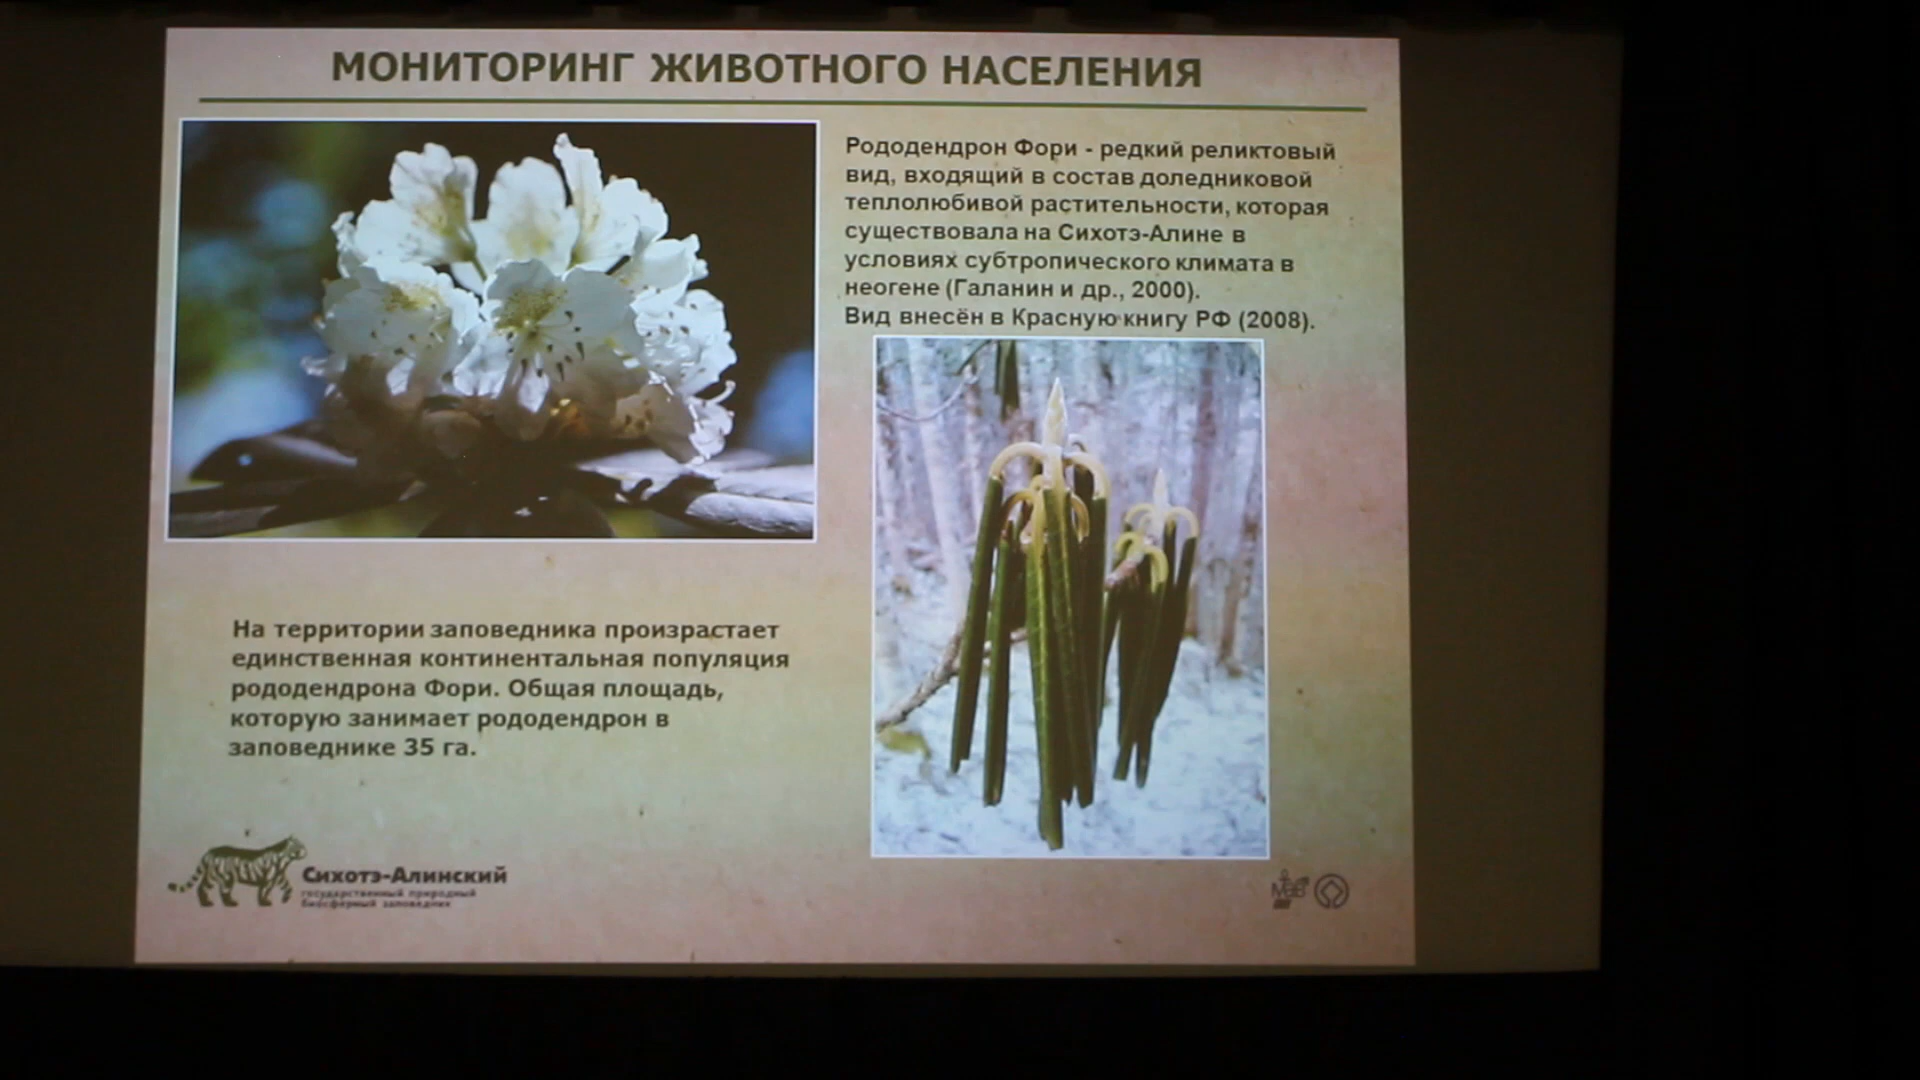 МОНИТОРИНГ ЖИВОТНОГО НАСЕЛЕНИЯ
Рододендрон Фори - редкий реликтовый
вид, входящий в состав доледниковой
теплолюбивой растительности, которая
существовала на Сихотэ-Алине в
условиях субтропического климата в
неогене (Галанин и др., 2000).
Вид внесён в Красную книгу РФ (2008).
На территории заповедника произрастает
единственная континентальная популяция
рододендрона Фори. Общая площадь,
которую занимает рододендрон в
заповеднике 35 га.
Сихотэ-Алинский
государственный природный
биосферный заповедник